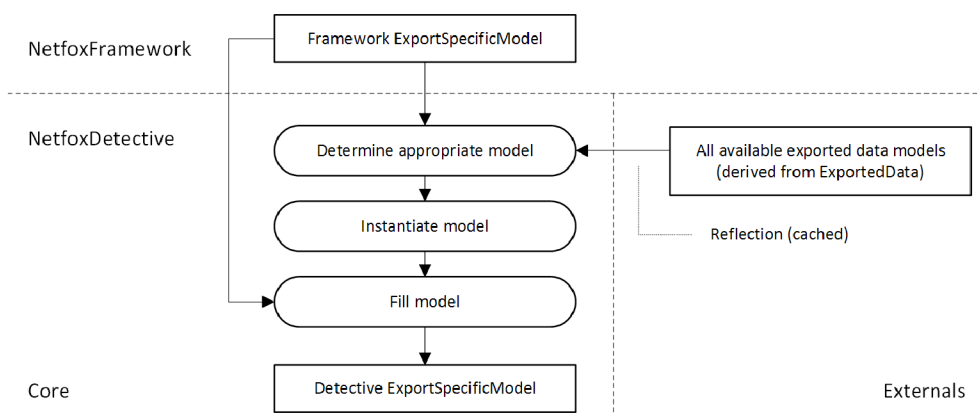 Framework ExportSpecificModel
NetfoxFramework
NetfoxDetective
Determine appropriate model
All available exported data models
(derived from ExportedData)
Instantiate model
Reflection (cached)
Fill model
Detective ExportSpecificModel
Core
Externals